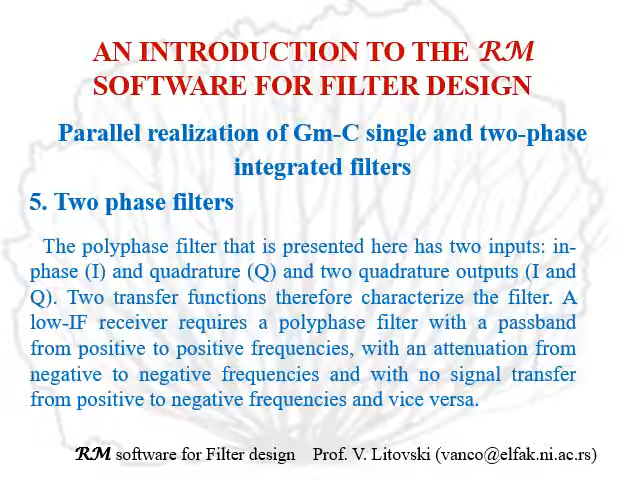 AN INTRODUCTION TO THE RM
SOFTWARE FOR FILTER DESIGN
Parallel realization of Gm-C single and two-phase
integrated filters
5. Two phase filters
The polyphase filter that is presented here has two inputs: in-
phase (I) and quadrature (Q) and two quadrature outputs (I and
Q). Two transfer functions therefore characterize the filter. A
low-IF receiver requires a polyphase filter with a passband
from positive to positive frequencies, with an attenuation from
negative to negative frequencies and with no signal transfer
from positive to negative frequencies and vice versa.
RM software for Filter design Prof. V. Litovski (vanco@elfak.ni.ac.rs)